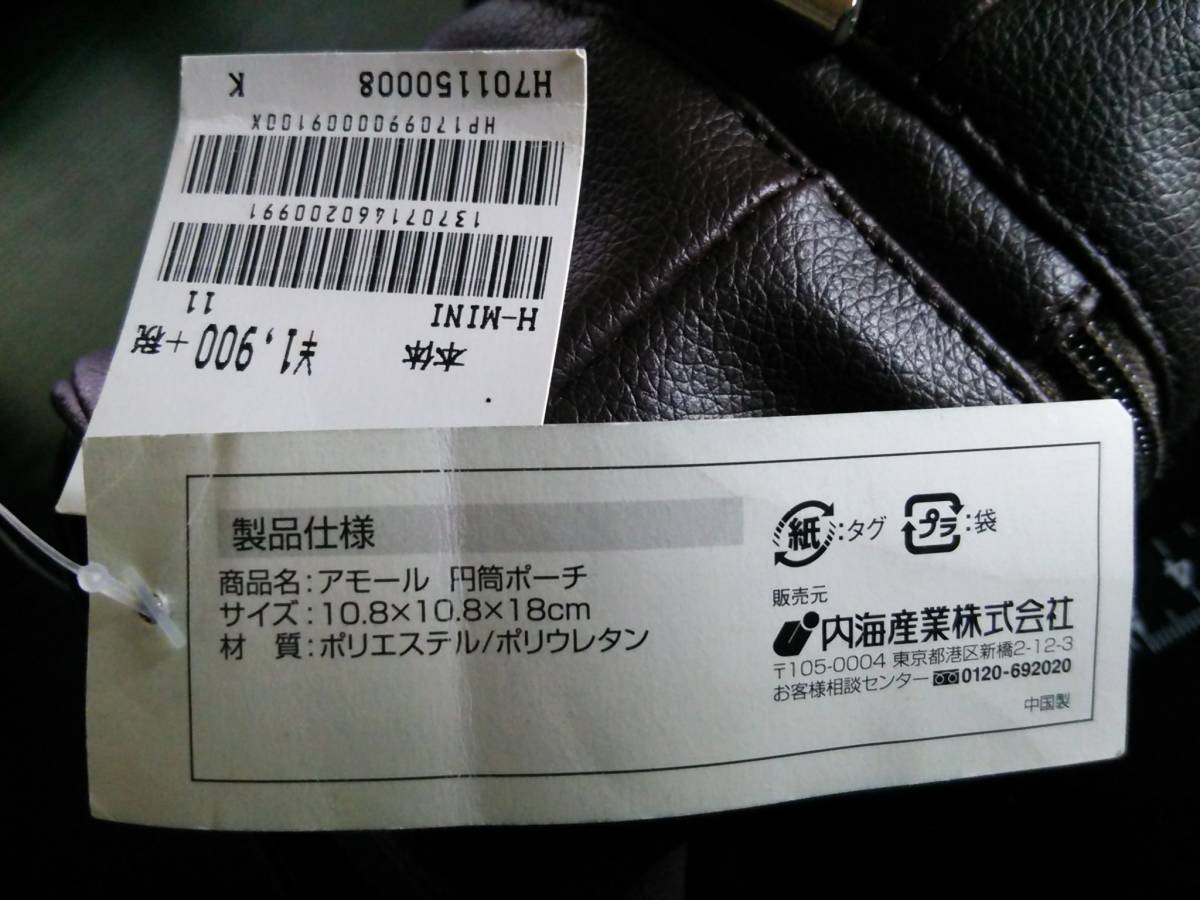 H701150008 K
HP1709900009100X
137071460200991
H-MINI 11
本体 ¥1,900+税
製品仕様
商品名:アモール 円筒ポーチ
サイズ:10.8×10.8×18cm
材 質:ポリエステル/ポリウレタン
紙:タグ プラ:袋
販売元
内海産業株式会社
〒105-0004 東京都港区新橋2-12-3
お客様相談センター 0120-692020
中国製
4